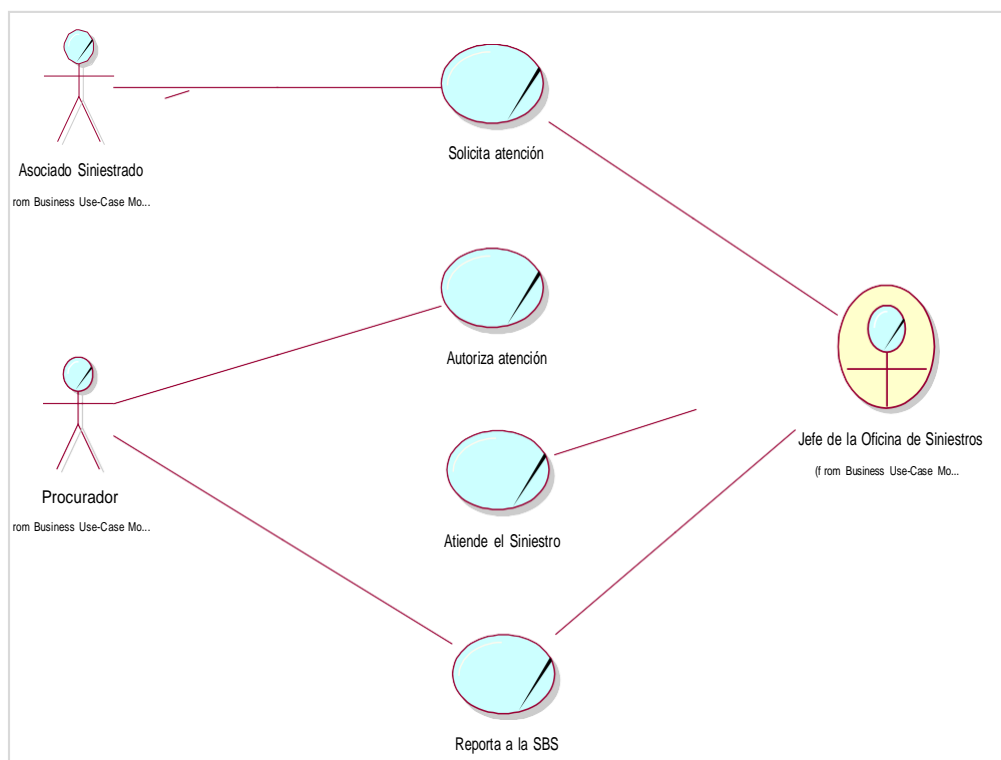 Solicita atención
Asociado Siniestrado
rom Business Use-Case Mo...
Autoriza atención
Jefe de la Oficina de Siniestros
(f rom Business Use-Case Mo...
Procurador
rom Business Use-Case Mo...
Atiende el Siniestro
Reporta a la SBS